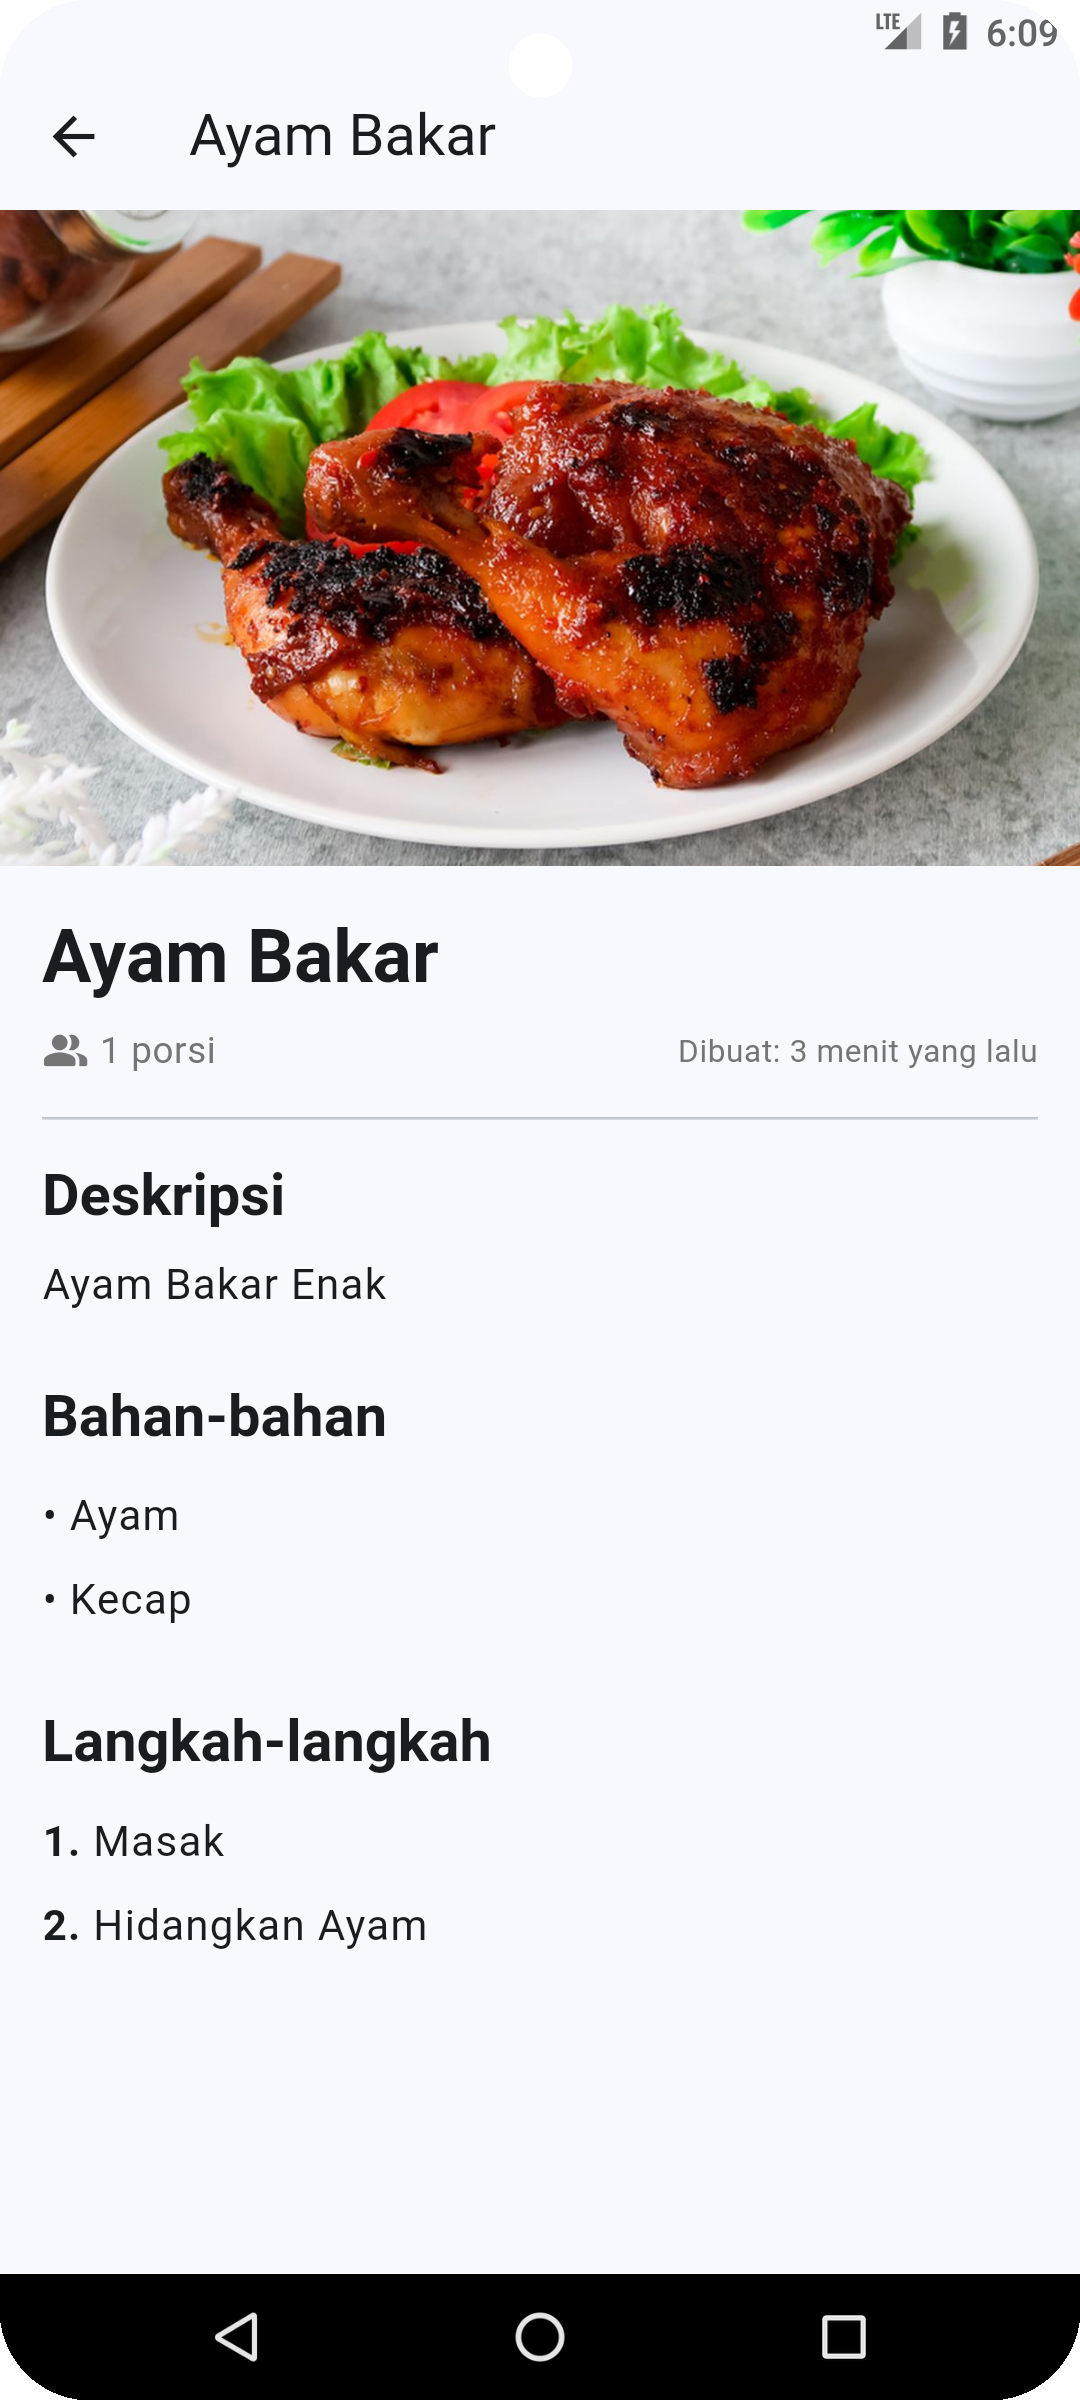 LTE 6:09
Ayam Bakar
Ayam Bakar
1 porsi
Dibuat: 3 menit yang lalu
Deskripsi
Ayam Bakar Enak
Bahan-bahan
• Ayam
• Kecap
Langkah-langkah
1. Masak
2. Hidangkan Ayam